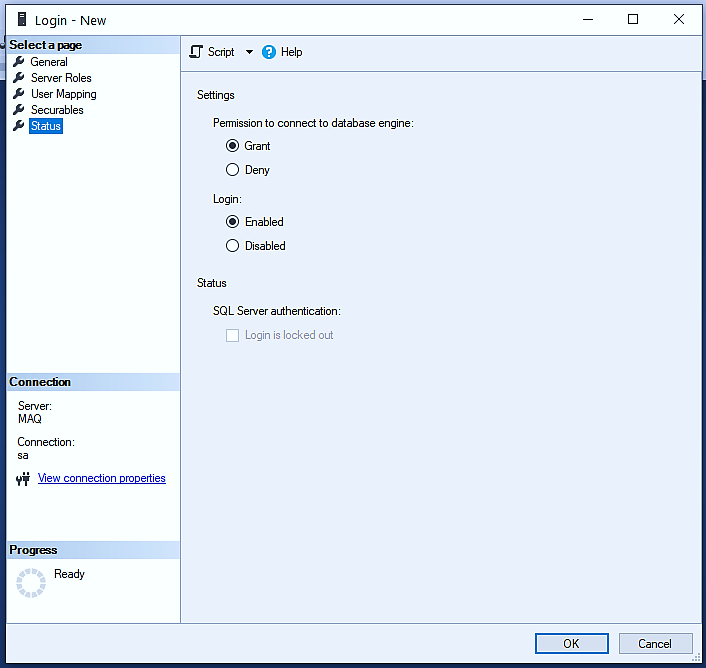 Login - New
Select a page
General
Server Roles
User Mapping
Securables
Status
Script
Help
Settings
Permission to connect to database engine:
Grant
Deny
Login:
Enabled
Disabled
Status
SQL Server authentication:
Login is locked out
Connection
Server:
MAQ
Connection:
sa
View connection properties
Progress
Ready
OK
Cancel